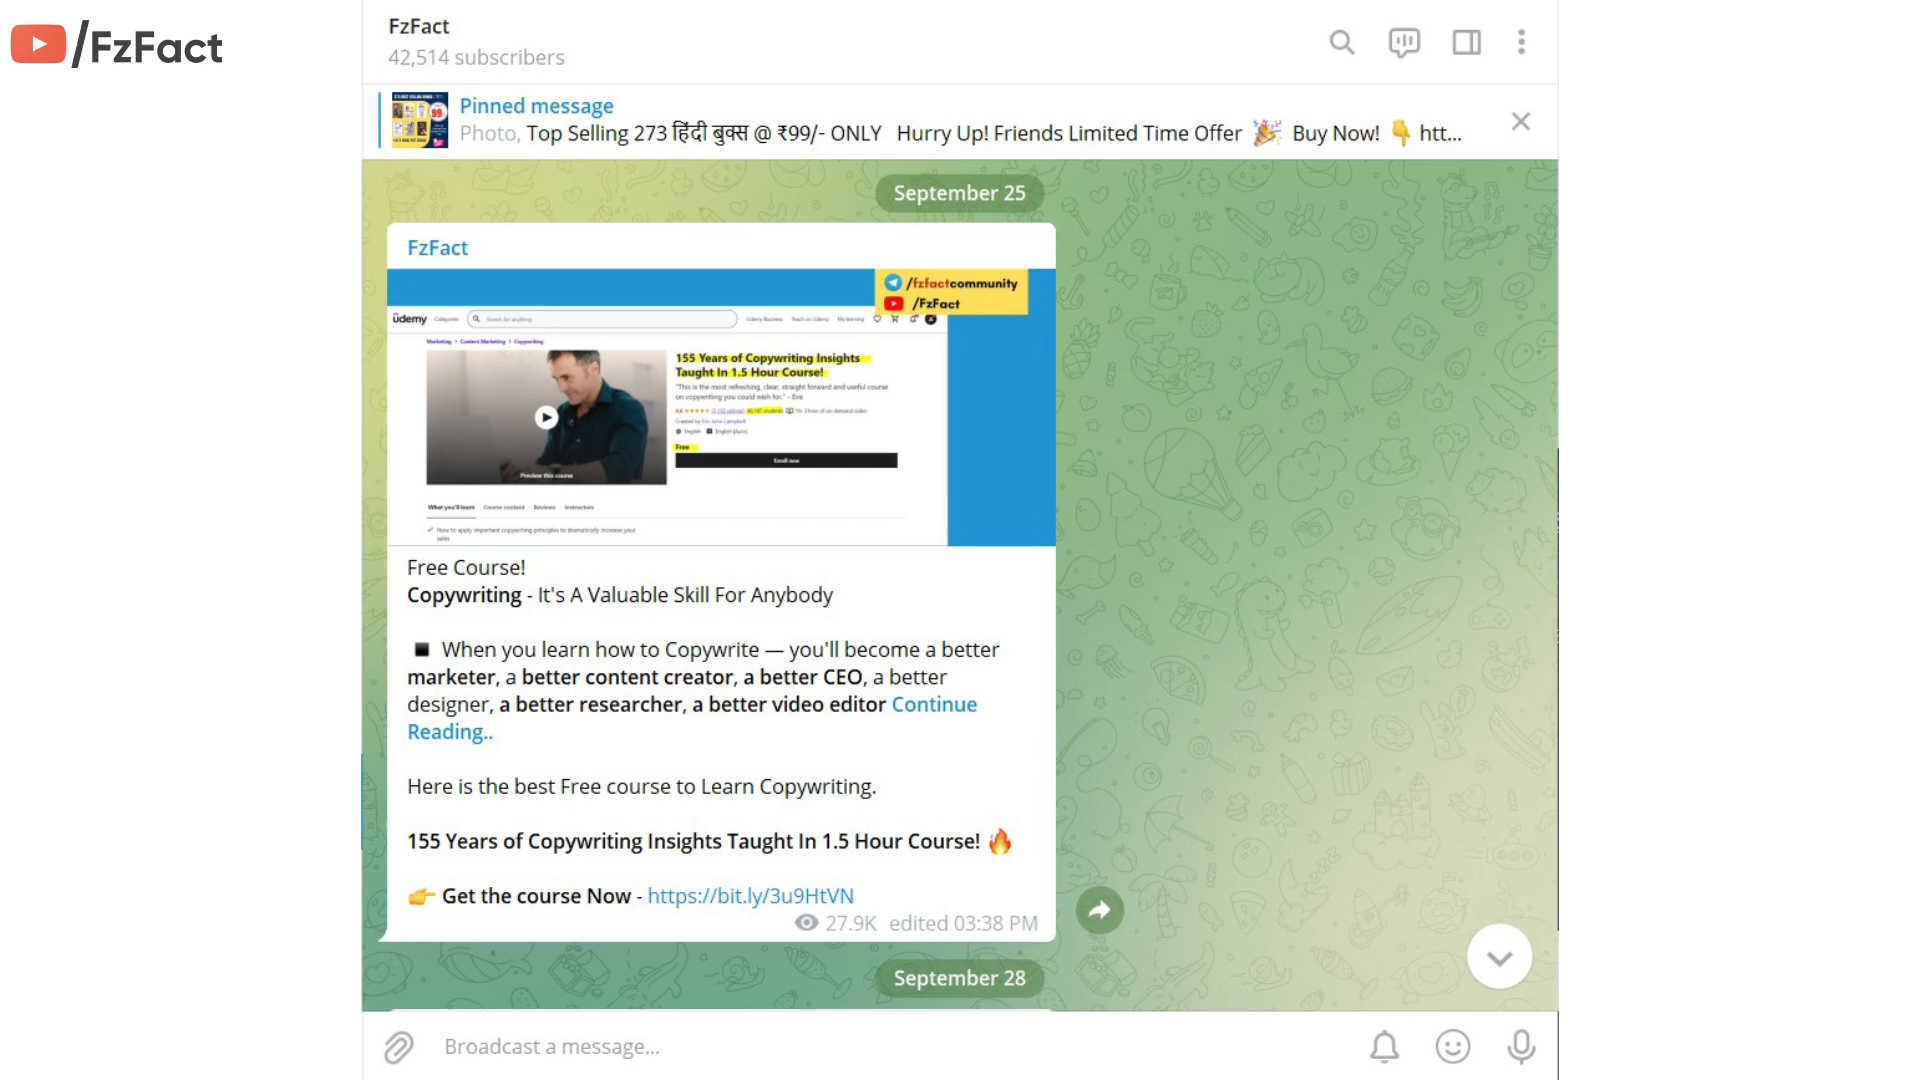 /FzFact
FzFact
42,514 subscribers
Pinned message
Photo, Top Selling 273 हिंदी बुक्स @ ₹99/- ONLY Hurry Up! Friends Limited Time Offer 🎉 Buy Now! 👇 htt...
September 25
FzFact
/fzfactcommunity
/FzFact
ûdemy Categories Search for anything Udemy Business Teach on Udemy My learning
Marketing > Content Marketing > Copywriting
155 Years of Copywriting Insights
Taught In 1.5 Hour Course!
"This is the most refreshing, clear, straight forward and useful course
on copywriting you could wish for." - Eva
Created by Eric John Campbell
English English [Auto]
Free
Enroll now
Preview this course
What you'll learn Course content Reviews Instructors
✓ How to apply important copywriting principles to dramatically increase your
sales
Free Course!
Copywriting - It's A Valuable Skill For Anybody
◾ When you learn how to Copywrite — you'll become a better
marketer, a better content creator, a better CEO, a better
designer, a better researcher, a better video editor Continue
Reading..
Here is the best Free course to Learn Copywriting.
155 Years of Copywriting Insights Taught In 1.5 Hour Course! 🔥
👉 Get the course Now - https://bit.ly/3u9HtVN
27.9K edited 03:38 PM
September 28
Broadcast a message...